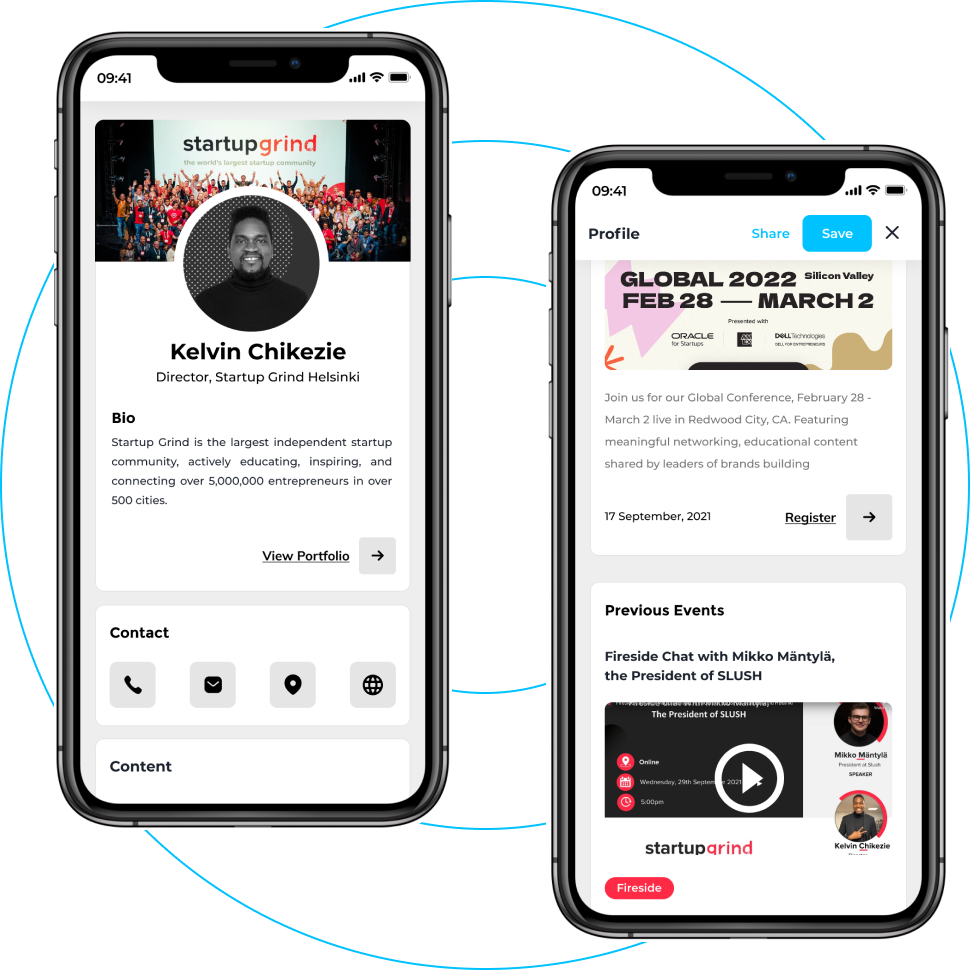 09:41
startupgrind
the world's largest startup community
Kelvin Chikezie
Director, Startup Grind Helsinki
Bio
Startup Grind is the largest independent startup
community, actively educating, inspiring, and
connecting over 5,000,000 entrepreneurs in over
500 cities.
View Portfolio
Contact
Content
09:41
Profile
Share
Save
GLOBAL 2022 Silicon Valley
FEB 28 — MARCH 2
Presented with
ORACLE
for Startups
DELLTechnologies
DELL FOR ENTREPRENEURS
Join us for our Global Conference, February 28 -
March 2 live in Redwood City, CA. Featuring
meaningful networking, educational content
shared by leaders of brands building
17 September, 2021
Register
Previous Events
Fireside Chat with Mikko Mäntylä,
the President of SLUSH
Fireside Chat with Mikko Mäntylä,
The President of SLUSH
Online
Wednesday, 29th September 2021
5:00pm
Mikko Mäntylä
President at Slush
SPEAKER
Kelvin Chikezie
startupgrind
Fireside